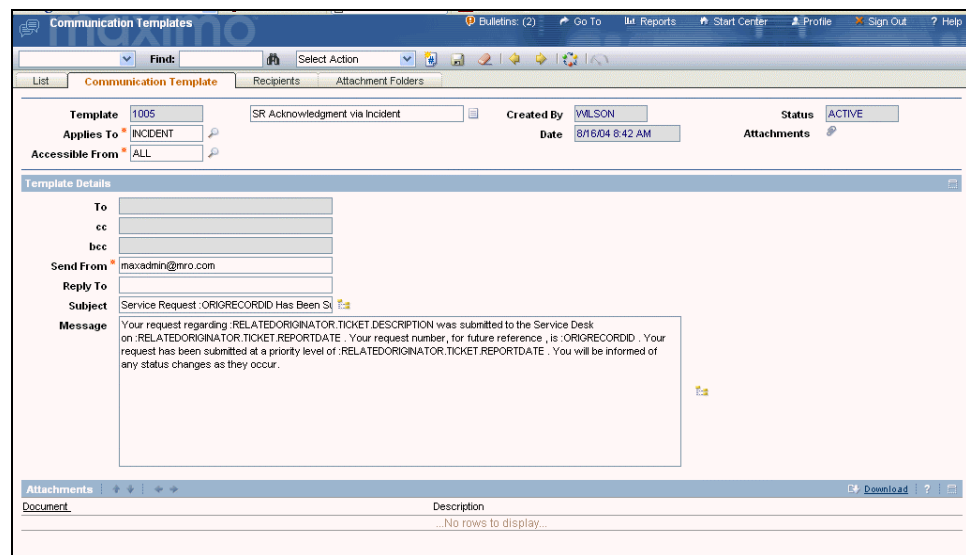 Communication Templates
maximo
Bulletins: (2) Go To Reports Start Center Profile Sign Out ? Help
Find: Select Action
List Communication Template Recipients Attachment Folders
Template 1005 SR Acknowledgment via Incident Created By WILSON Status ACTIVE
Applies To * INCIDENT Date 8/16/04 8:42 AM Attachments
Accessible From * ALL
Template Details
To
cc
bcc
Send From * maxadmin@mro.com
Reply To
Subject Service Request :ORIGRECORDID Has Been Su
Message Your request regarding :RELATEDORIGINATOR.TICKET.DESCRIPTION was submitted to the Service Desk
on :RELATEDORIGINATOR.TICKET.REPORTDATE . Your request number, for future reference , is :ORIGRECORDID . Your
request has been submitted at a priority level of :RELATEDORIGINATOR.TICKET.REPORTDATE . You will be informed of
any status changes as they occur.
Attachments Download ?
Document Description
...No rows to display...